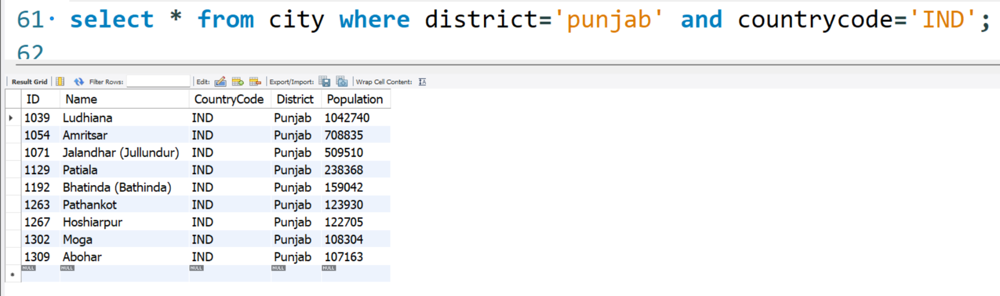 61 select * from city where district='punjab' and countrycode='IND';
62
Result Grid Filter Rows: Edit: Export/Import: Wrap Cell Content:
ID Name CountryCode District Population
1039 Ludhiana IND Punjab 1042740
1054 Amritsar IND Punjab 708835
1071 Jalandhar (Jullundur) IND Punjab 509510
1129 Patiala IND Punjab 238368
1192 Bhatinda (Bathinda) IND Punjab 159042
1263 Pathankot IND Punjab 123930
1267 Hoshiarpur IND Punjab 122705
1302 Moga IND Punjab 108304
1309 Abohar IND Punjab 107163
NULL NULL NULL NULL NULL